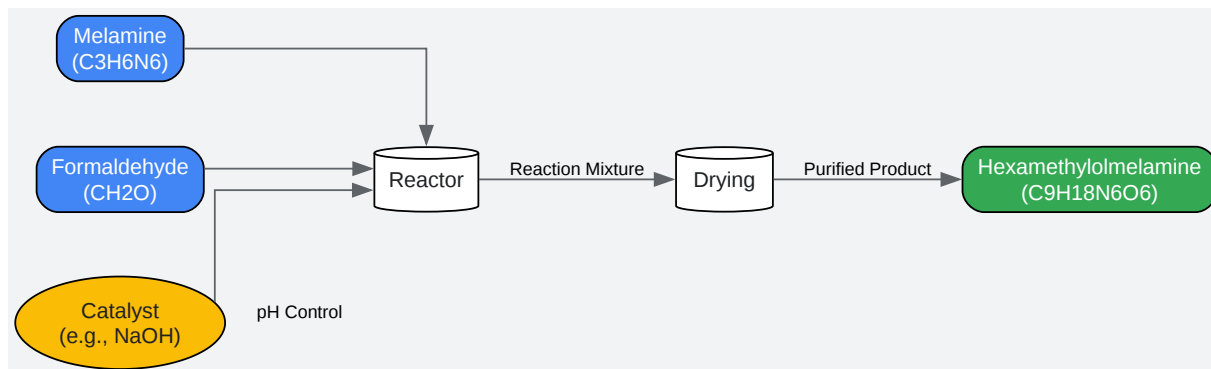 Melamine
(C3H6N6)
Formaldehyde
(CH2O)
Reactor
Reaction Mixture
Drying
Purified Product
Hexamethylolmelamine
(C9H18N6O6)
Catalyst
(e.g., NaOH)
pH Control